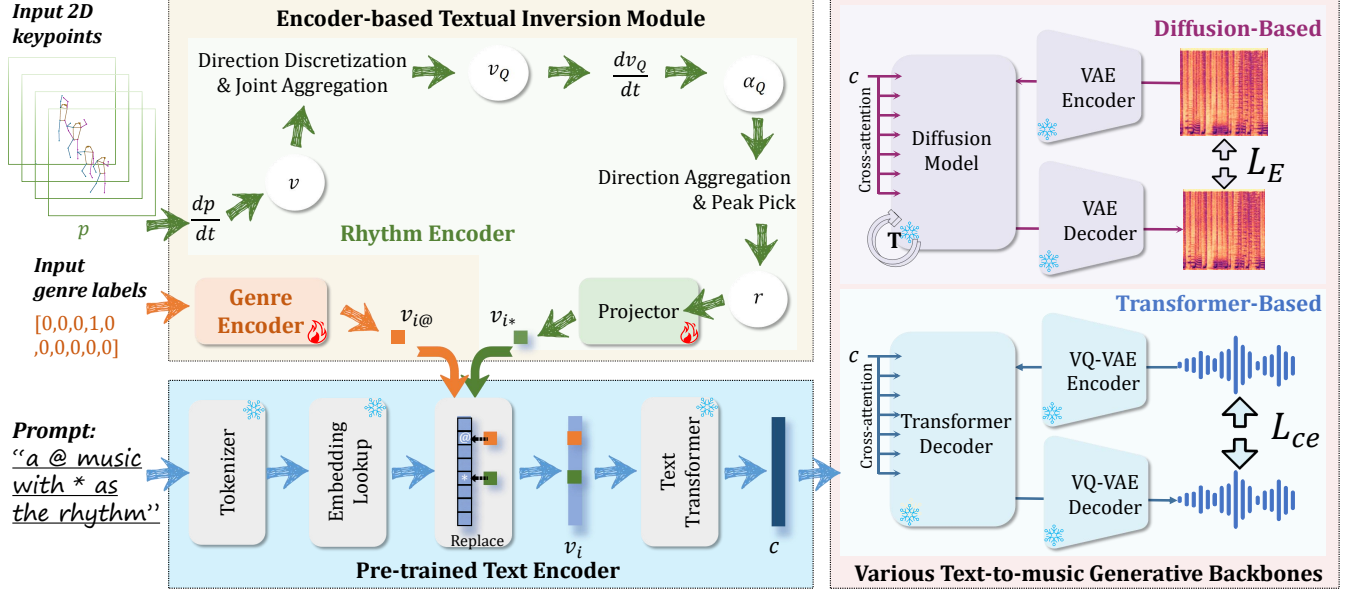 Input 2D
keypoints
p
Input
genre labels
[0,0,0,1,0
,0,0,0,0,0]
Prompt:
“a @ music
with * as
the rhythm”
Encoder-based Textual Inversion Module
dp
dt
v
Direction Discretization
& Joint Aggregation
v_Q
dv_Q
dt
α_Q
Direction Aggregation
& Peak Pick
r
Rhythm Encoder
Projector
v_{i*}
Genre
Encoder
v_{i@}
Tokenizer
Embedding
Lookup
@
*
Replace
v_i
Text
Transformer
c
Pre-trained Text Encoder
Diffusion-Based
c
Cross-attention
Diffusion
Model
T
VAE
Encoder
VAE
Decoder
L_E
Transformer-Based
c
Cross-attention
Transformer
Decoder
VQ-VAE
Encoder
VQ-VAE
Decoder
L_{ce}
Various Text-to-music Generative Backbones